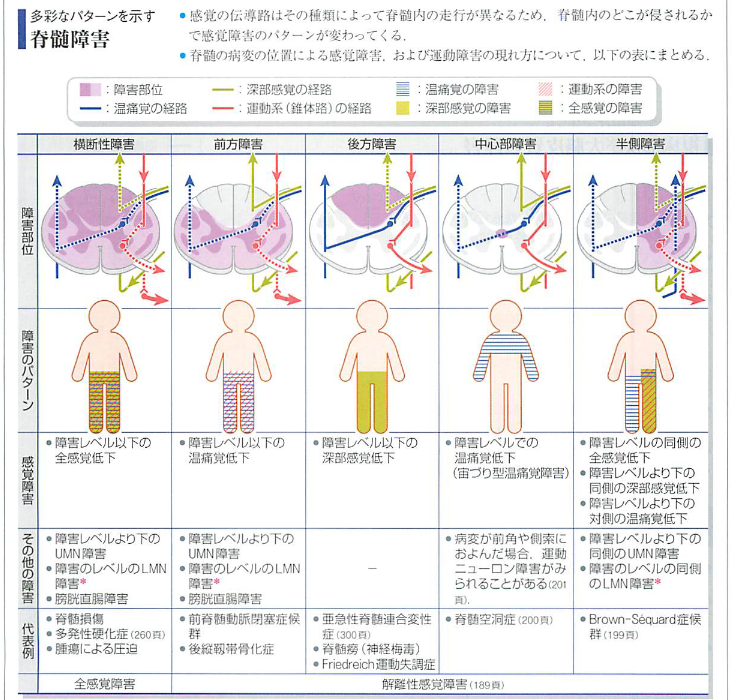 多彩なパターンを示す
脊髄障害
● 感覚の伝導路はその種類によって脊髄内の走行が異なるため，脊髄内のどこが侵されるか
で感覚障害のパターンが変わってくる．
● 脊髄の病変の位置による感覚障害，および運動障害の現れ方について，以下の表にまとめる．
：障害部位
：深部感覚の経路
：温痛覚の障害
：運動系の障害
：温痛覚の経路
：運動系（錐体路）の経路
：深部感覚の障害
：全感覚の障害
横断性障害
前方障害
後方障害
中心部障害
半側障害
障害部位
障害のパターン
感覚障害
● 障害レベル以下の
全感覚低下
● 障害レベル以下の
温痛覚低下
● 障害レベル以下の
深部感覚低下
● 障害レベルでの
温痛覚低下
（宙づり型温痛覚障害）
● 障害レベルの同側の
全感覚低下
● 障害レベルより下の
同側の深部感覚低下
● 障害レベルより下の
対側の温痛覚低下
その他の障害
● 障害レベルより下の
UMN障害
● 障害のレベルのLMN
障害*
● 膀胱直腸障害
● 障害レベルより下の
UMN障害
● 障害のレベルのLMN
障害*
● 膀胱直腸障害
−
● 病変が前角や側索に
およんだ場合，運動
ニューロン障害がみ
られることがある（201
頁）．
● 障害レベルより下の
同側のUMN障害
● 障害のレベルの同側
のLMN障害*
代表例
● 脊髄損傷
● 多発性硬化症（260頁）
● 腫瘍による圧迫
● 前脊髄動脈閉塞症候
群
● 後縦靱帯骨化症
● 亜急性脊髄連合変性
症（300頁）
● 脊髄癆（神経梅毒）
● Friedreich運動失調症
● 脊髄空洞症（200頁）
● Brown-Séquard症候
群（199頁）
全感覚障害
解離性感覚障害（189頁）